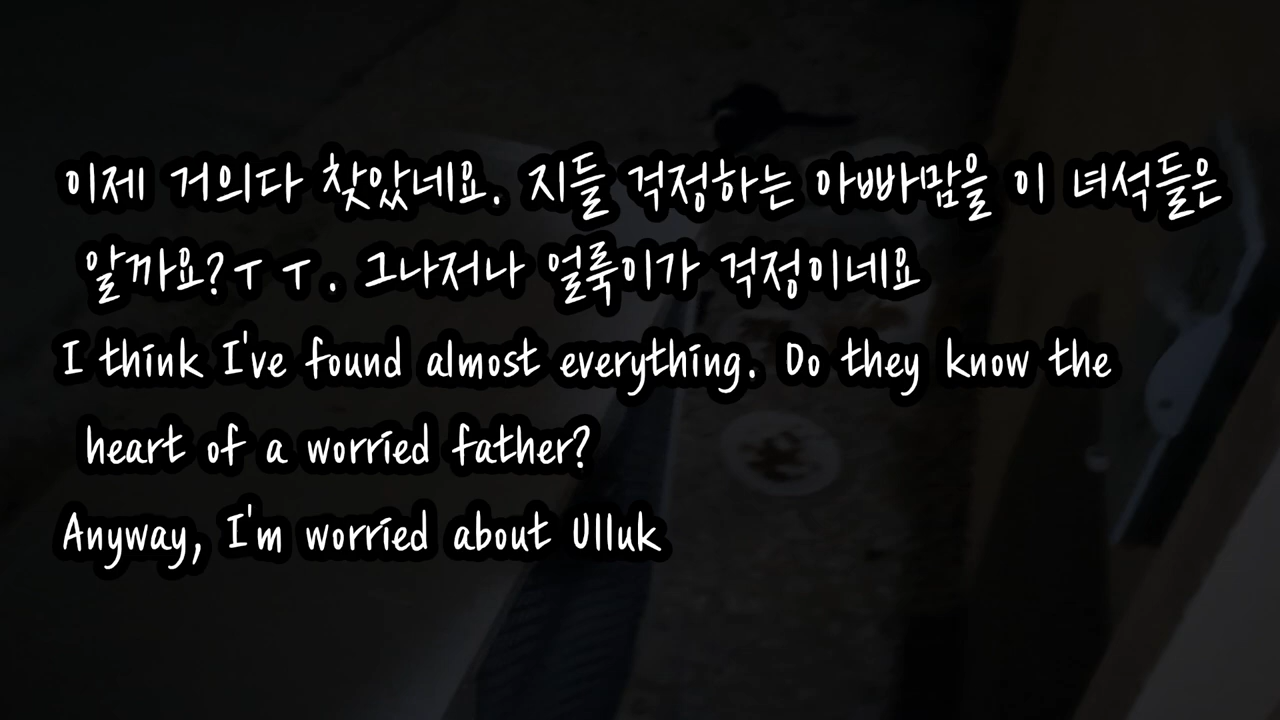 이제 거의다 찾았네요. 지들 걱정하는 아빠맘을 이 녀석들은
알까요?ㅜㅜ. 그나저나 얼룩이가 걱정이네요
I think I've found almost everything. Do they know the
heart of a worried father?
Anyway, I'm worried about Ulluk